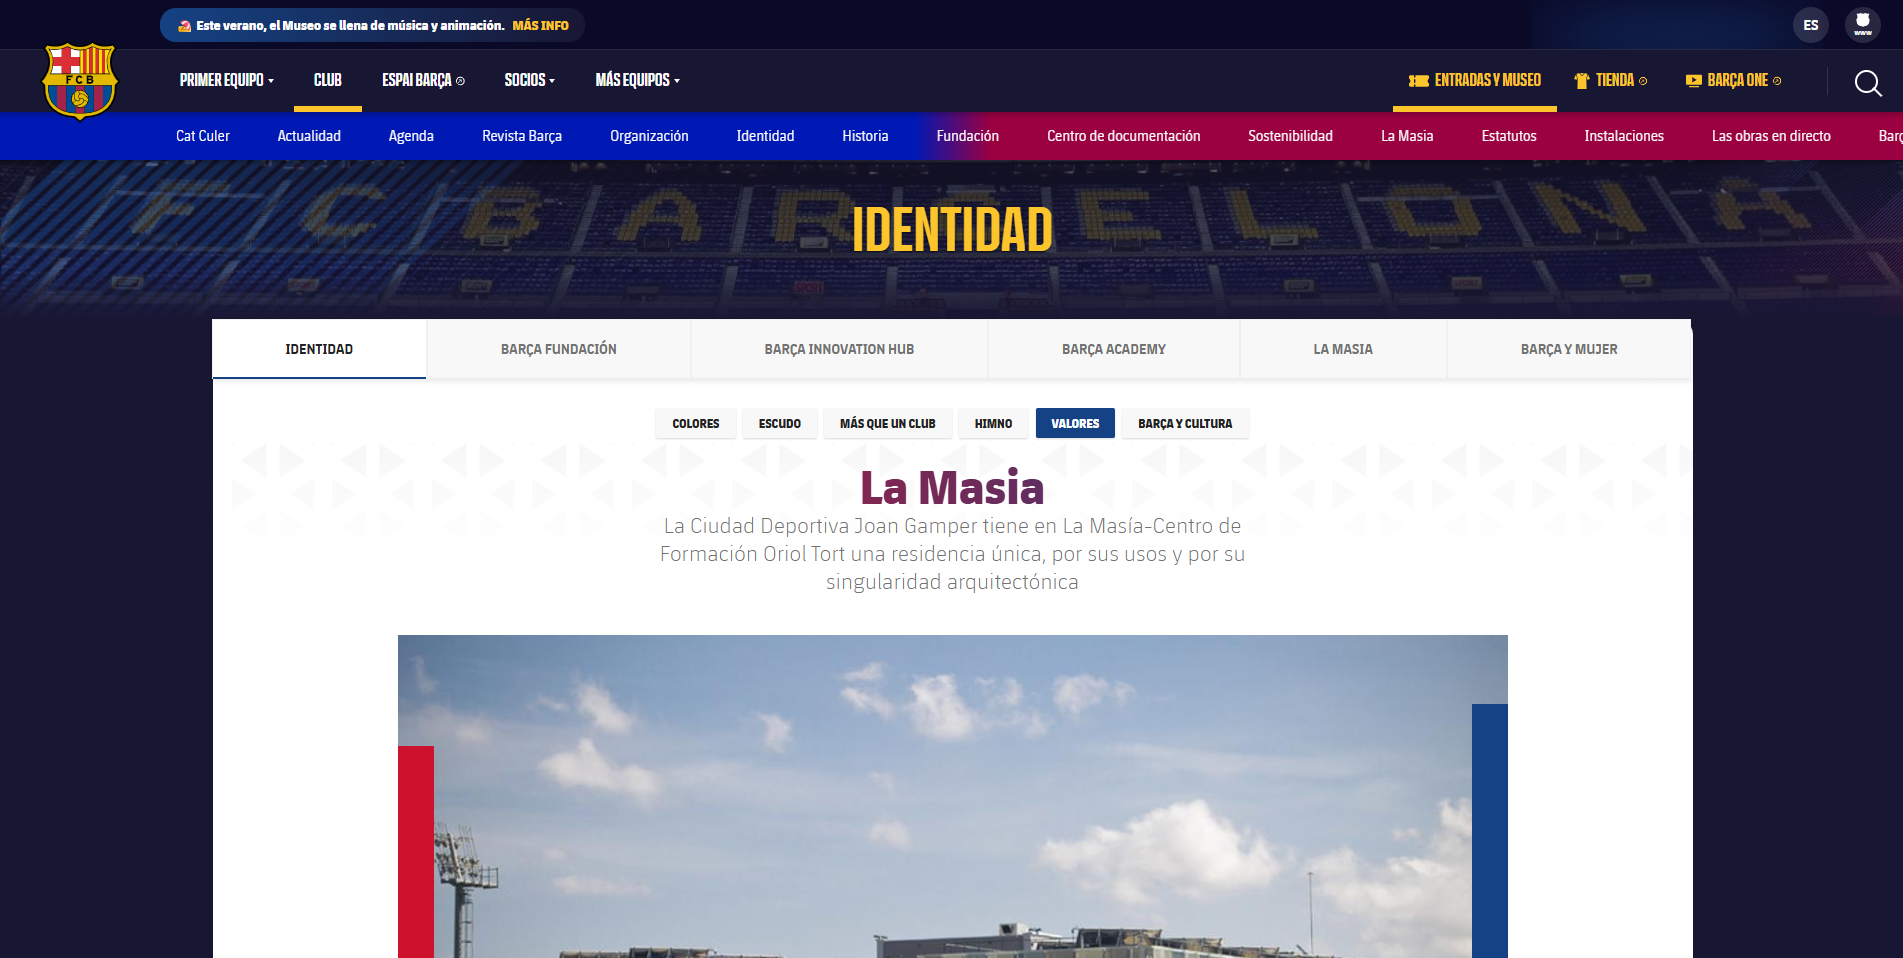 Este verano, el Museo se llena de música y animación. MÁS INFO
ES
www
FCB
PRIMER EQUIPO
CLUB
ESPAI BARÇA
SOCIOS
MÁS EQUIPOS
ENTRADAS Y MUSEO
TIENDA
BARÇA ONE
Cat Culer
Actualidad
Agenda
Revista Barça
Organización
Identidad
Historia
Fundación
Centro de documentación
Sostenibilidad
La Masia
Estatutos
Instalaciones
Las obras en directo
Barç
FC BARCELONA
IDENTIDAD
IDENTIDAD
BARÇA FUNDACIÓN
BARÇA INNOVATION HUB
BARÇA ACADEMY
LA MASIA
BARÇA Y MUJER
COLORES
ESCUDO
MÁS QUE UN CLUB
HIMNO
VALORES
BARÇA Y CULTURA
La Masia
La Ciudad Deportiva Joan Gamper tiene en La Masía-Centro de
Formación Oriol Tort una residencia única, por sus usos y por su
singularidad arquitectónica